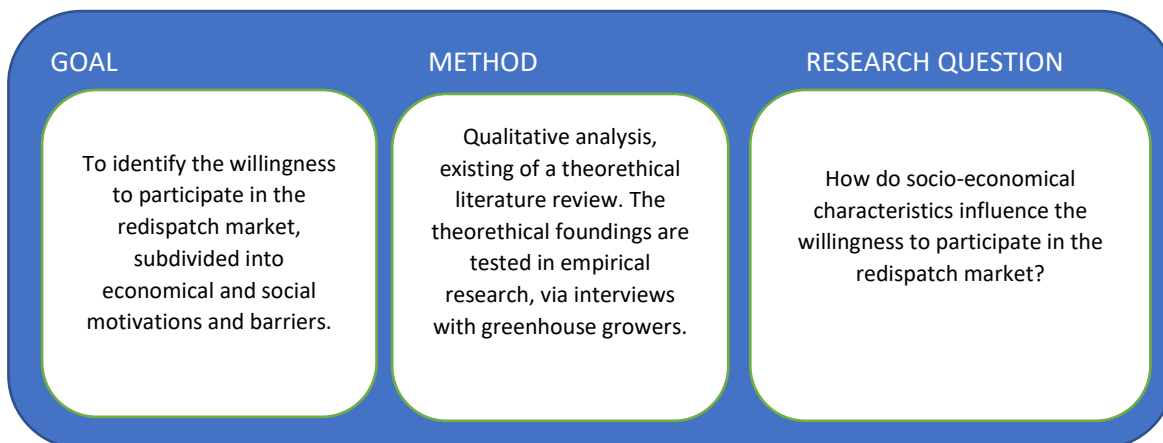 GOAL
To identify the willingness
to participate in the
redispatch market,
subdivided into
economical and social
motivations and barriers.
METHOD
Qualitative analysis,
existing of a theorethical
literature review. The
theorethical foundings are
tested in empirical
research, via interviews
with greenhouse growers.
RESEARCH QUESTION
How do socio-economical
characteristics influence the
willingness to participate in the
redispatch market?